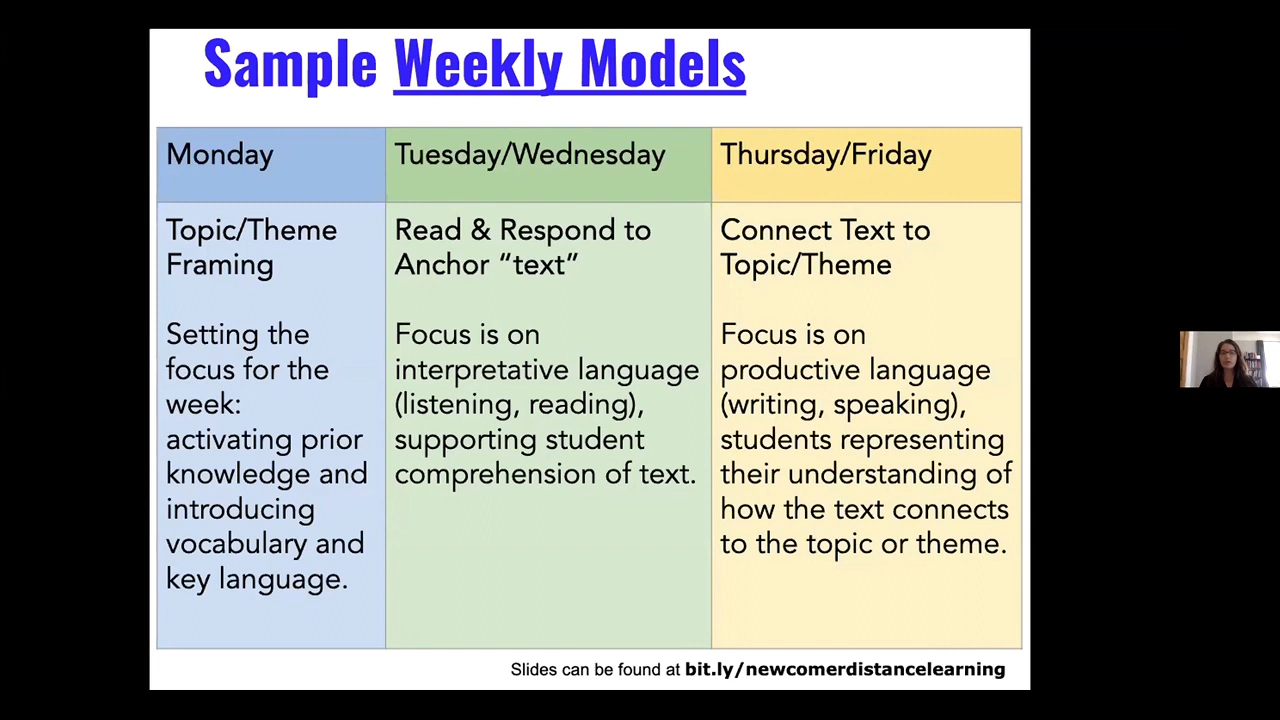 Sample Weekly Models
Monday
Topic/Theme
Framing
Setting the
focus for the
week:
activating prior
knowledge and
introducing
vocabulary and
key language.
Tuesday/Wednesday
Read & Respond to
Anchor “text”
Focus is on
interpretative language
(listening, reading),
supporting student
comprehension of text.
Thursday/Friday
Connect Text to
Topic/Theme
Focus is on
productive language
(writing, speaking),
students representing
their understanding of
how the text connects
to the topic or theme.
Slides can be found at bit.ly/newcomerdistancelearning